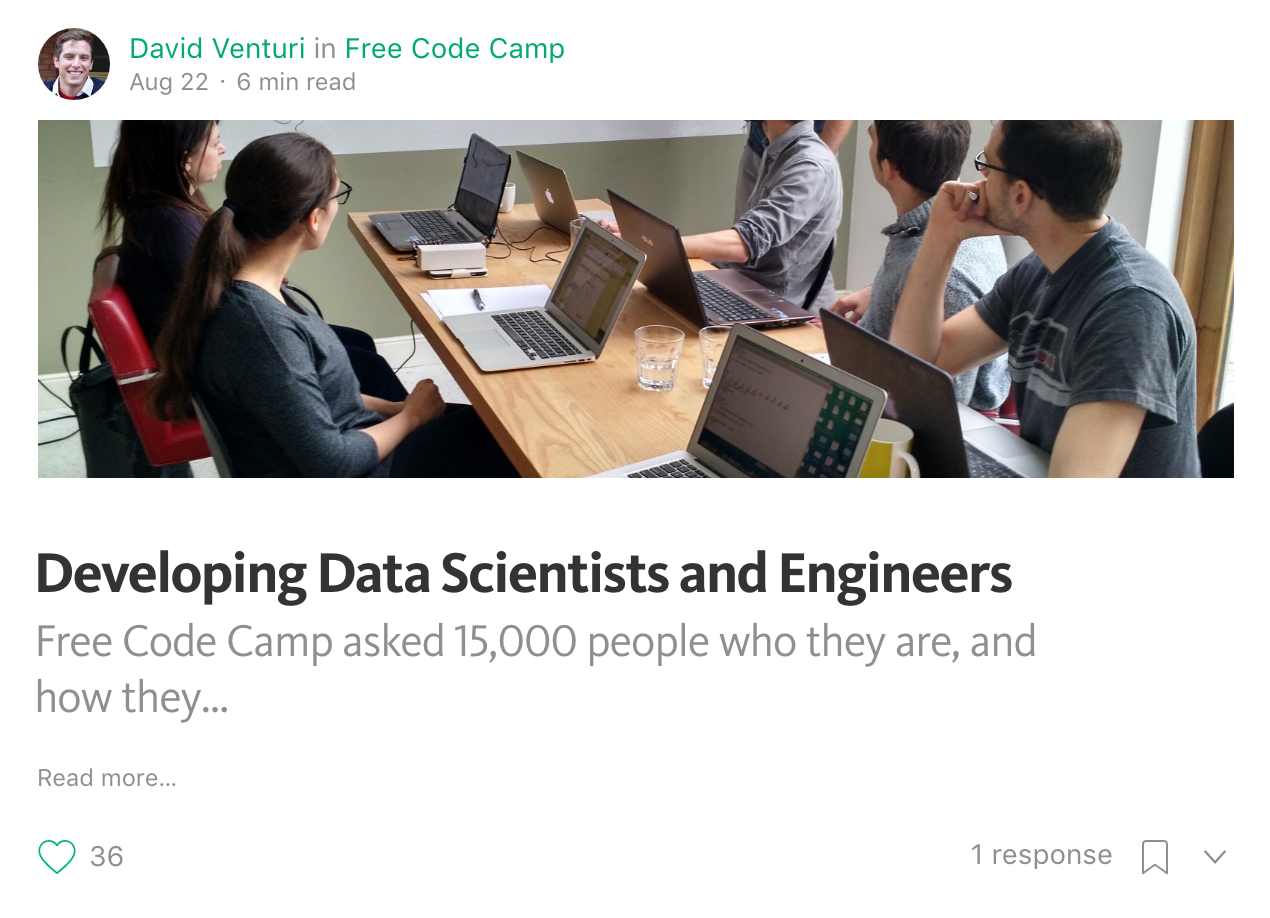 David Venturi in Free Code Camp
Aug 22 · 6 min read
Developing Data Scientists and Engineers
Free Code Camp asked 15,000 people who they are, and
how they...
Read more...
36
1 response